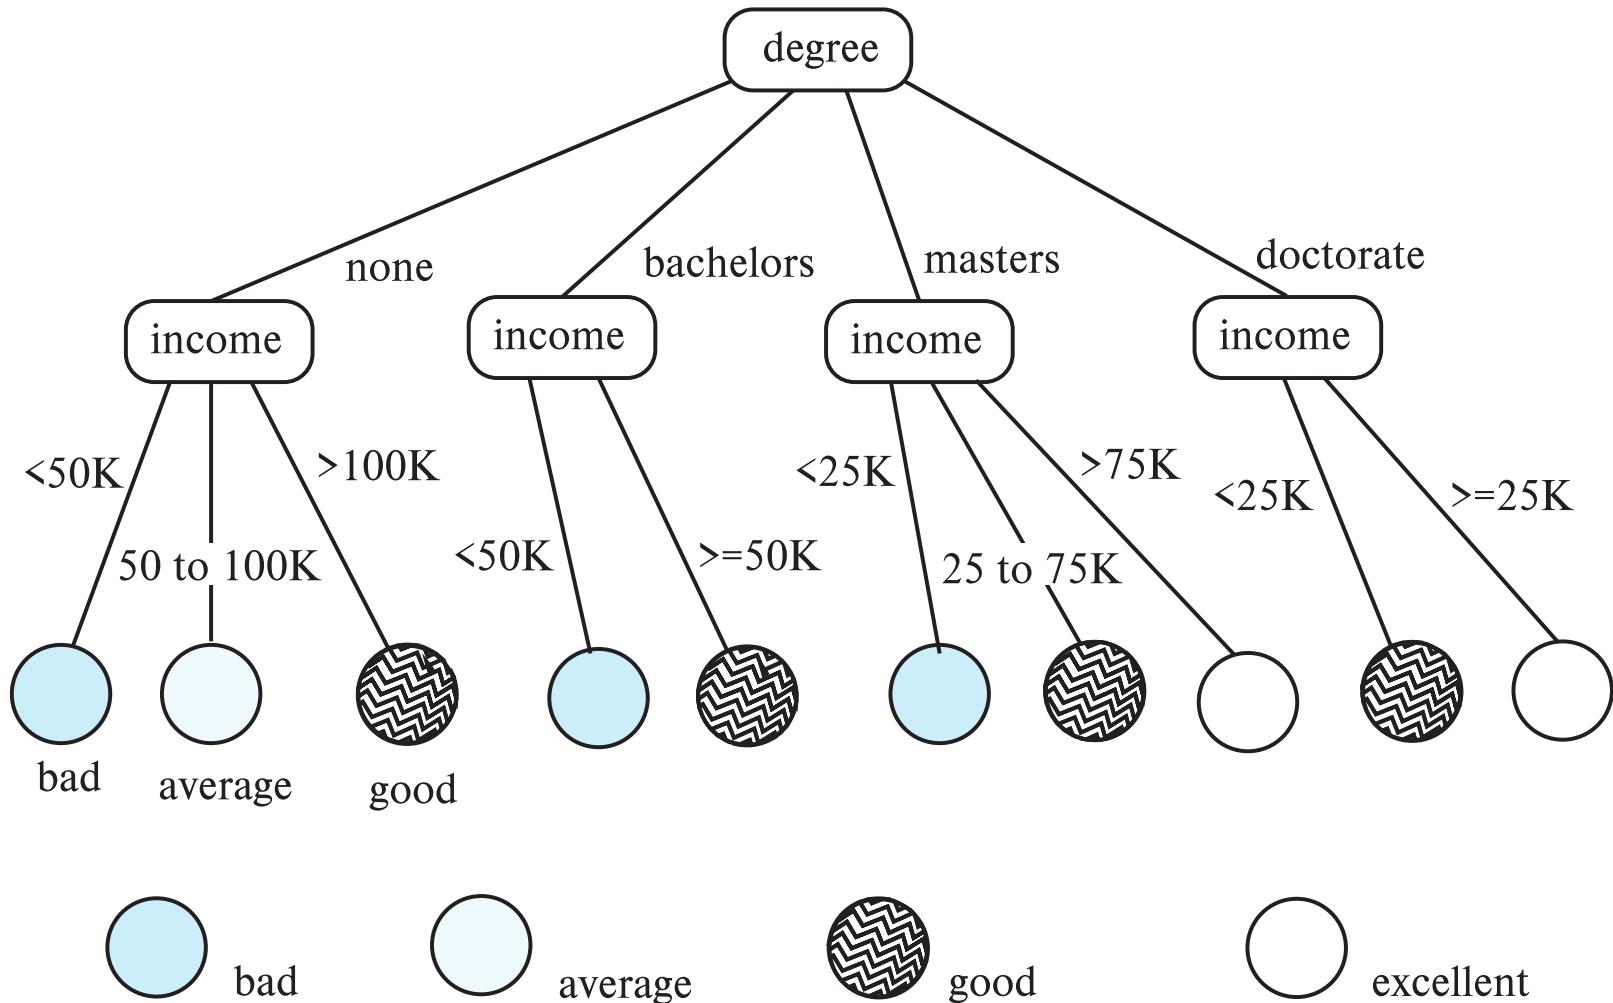 degree
none
bachelors
masters
doctorate
income
income
income
income
<50K
50 to 100K
>100K
<50K
>=50K
<25K
25 to 75K
>75K
<25K
>=25K
bad
average
good
bad
average
good
excellent